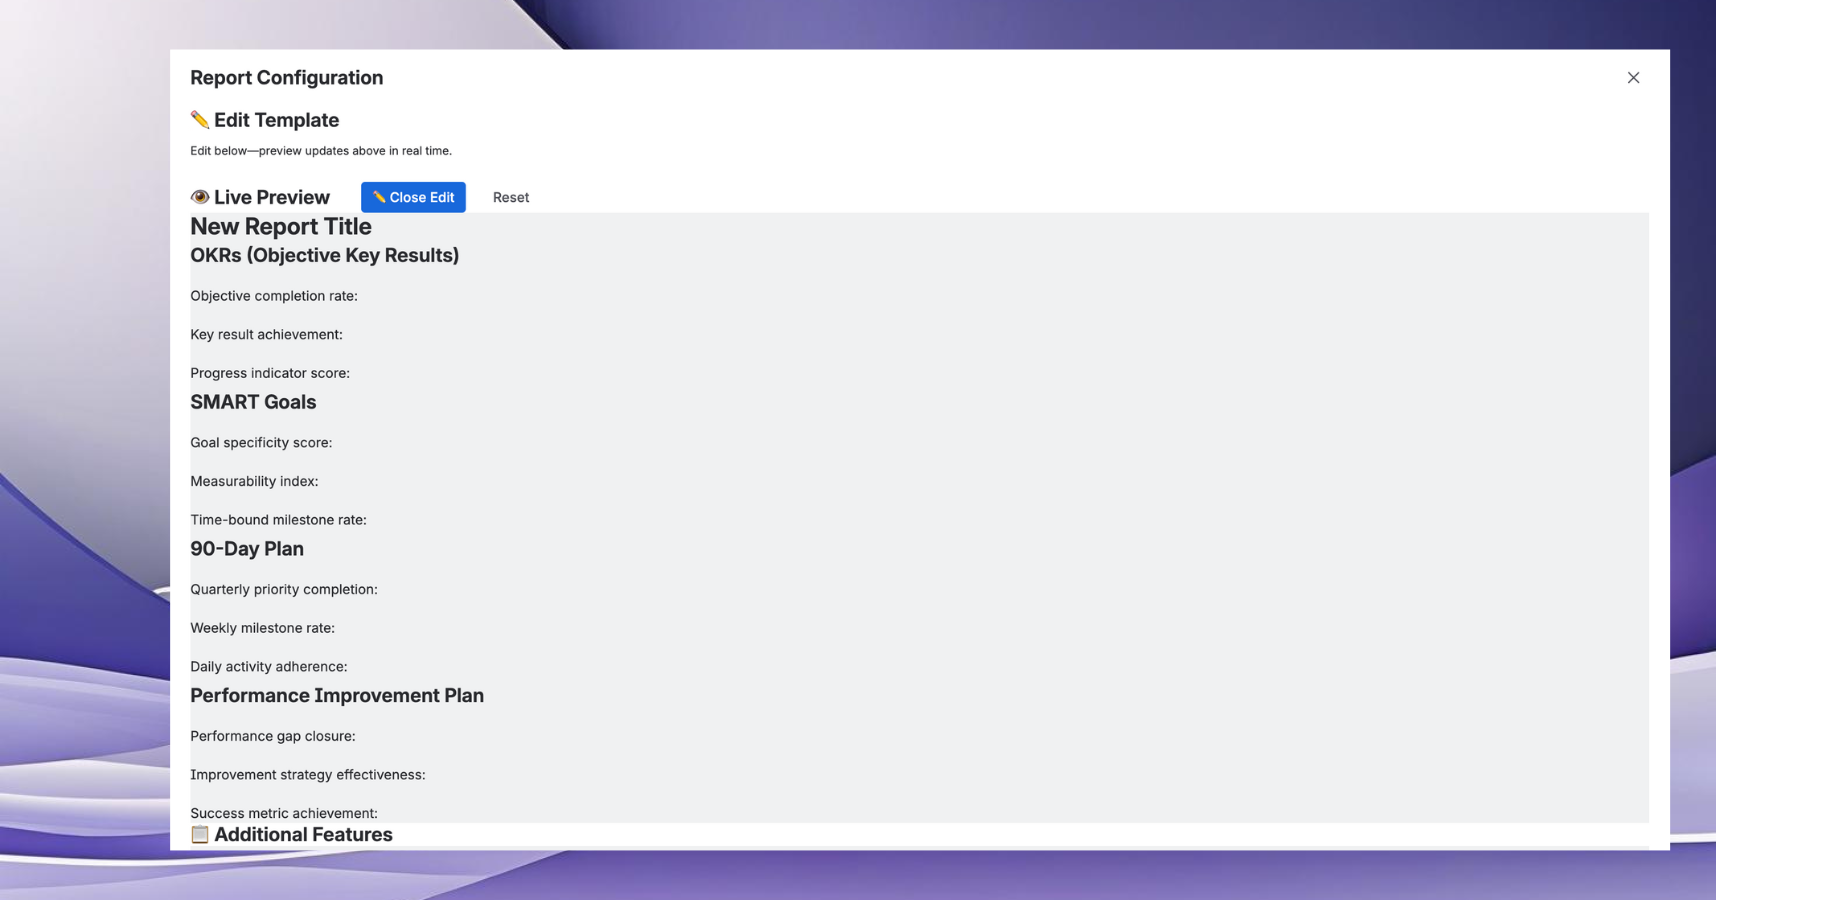 Report Configuration
✏️ Edit Template
Edit below—preview updates above in real time.
👁️ Live Preview
✏️ Close Edit
Reset
New Report Title
OKRs (Objective Key Results)
Objective completion rate:
Key result achievement:
Progress indicator score:
SMART Goals
Goal specificity score:
Measurability index:
Time-bound milestone rate:
90-Day Plan
Quarterly priority completion:
Weekly milestone rate:
Daily activity adherence:
Performance Improvement Plan
Performance gap closure:
Improvement strategy effectiveness:
Success metric achievement:
📋 Additional Features